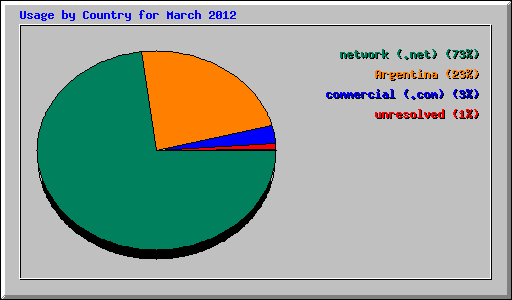 Usage by Country for March 2012
network (.net) (73%)
Argentina (23%)
commercial (.com) (3%)
unresolved (1%)